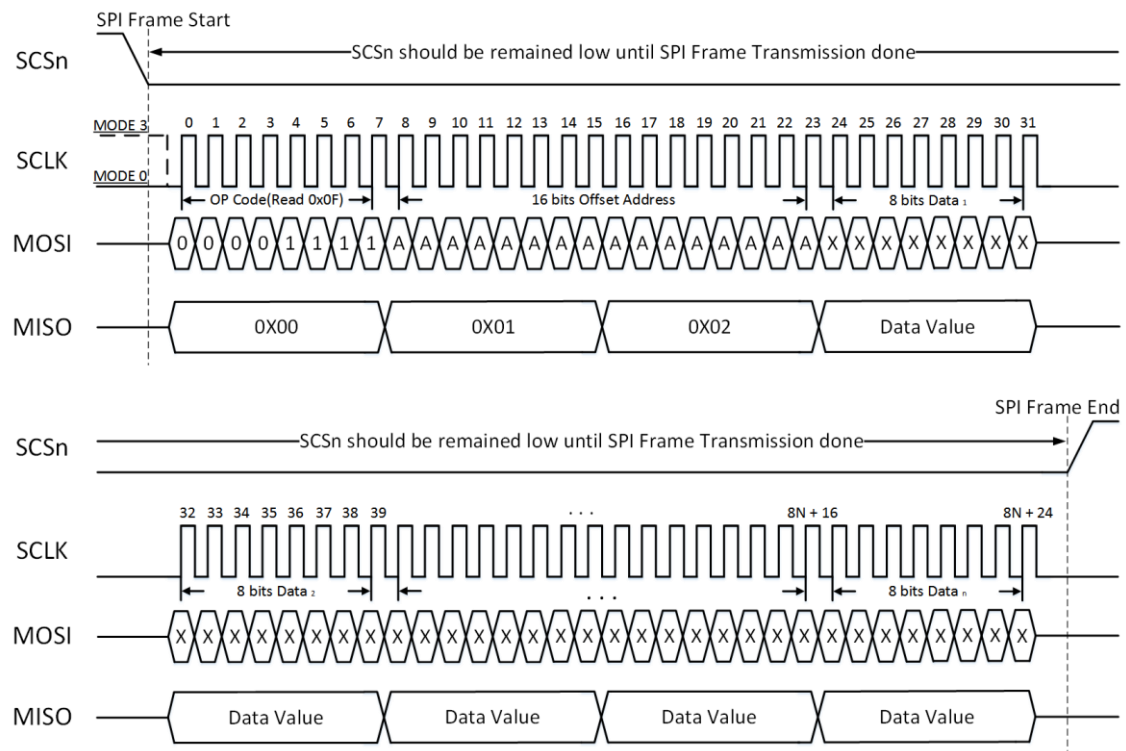 SPI Frame Start
SCSn
SCSn should be remained low until SPI Frame Transmission done
MODE 3
0 1 2 3 4 5 6 7 8 9 10 11 12 13 14 15 16 17 18 19 20 21 22 23 24 25 26 27 28 29 30 31
SCLK
MODE 0
OP Code(Read 0x0F) 16 bits Offset Address 8 bits Data 1
MOSI 0 0 0 0 1 1 1 1 A A A A A A A A A A A A A A A A X X X X X X X X
MISO 0X00 0X01 0X02 Data Value
SPI Frame End
SCSn
SCSn should be remained low until SPI Frame Transmission done
32 33 34 35 36 37 38 39 . . . 8N + 16 8N + 24
SCLK
8 bits Data 2 . . . 8 bits Data n
MOSI X X X X X X X X X X X X X X X X X X X X X X X X X X X X X X X X
MISO Data Value Data Value Data Value Data Value